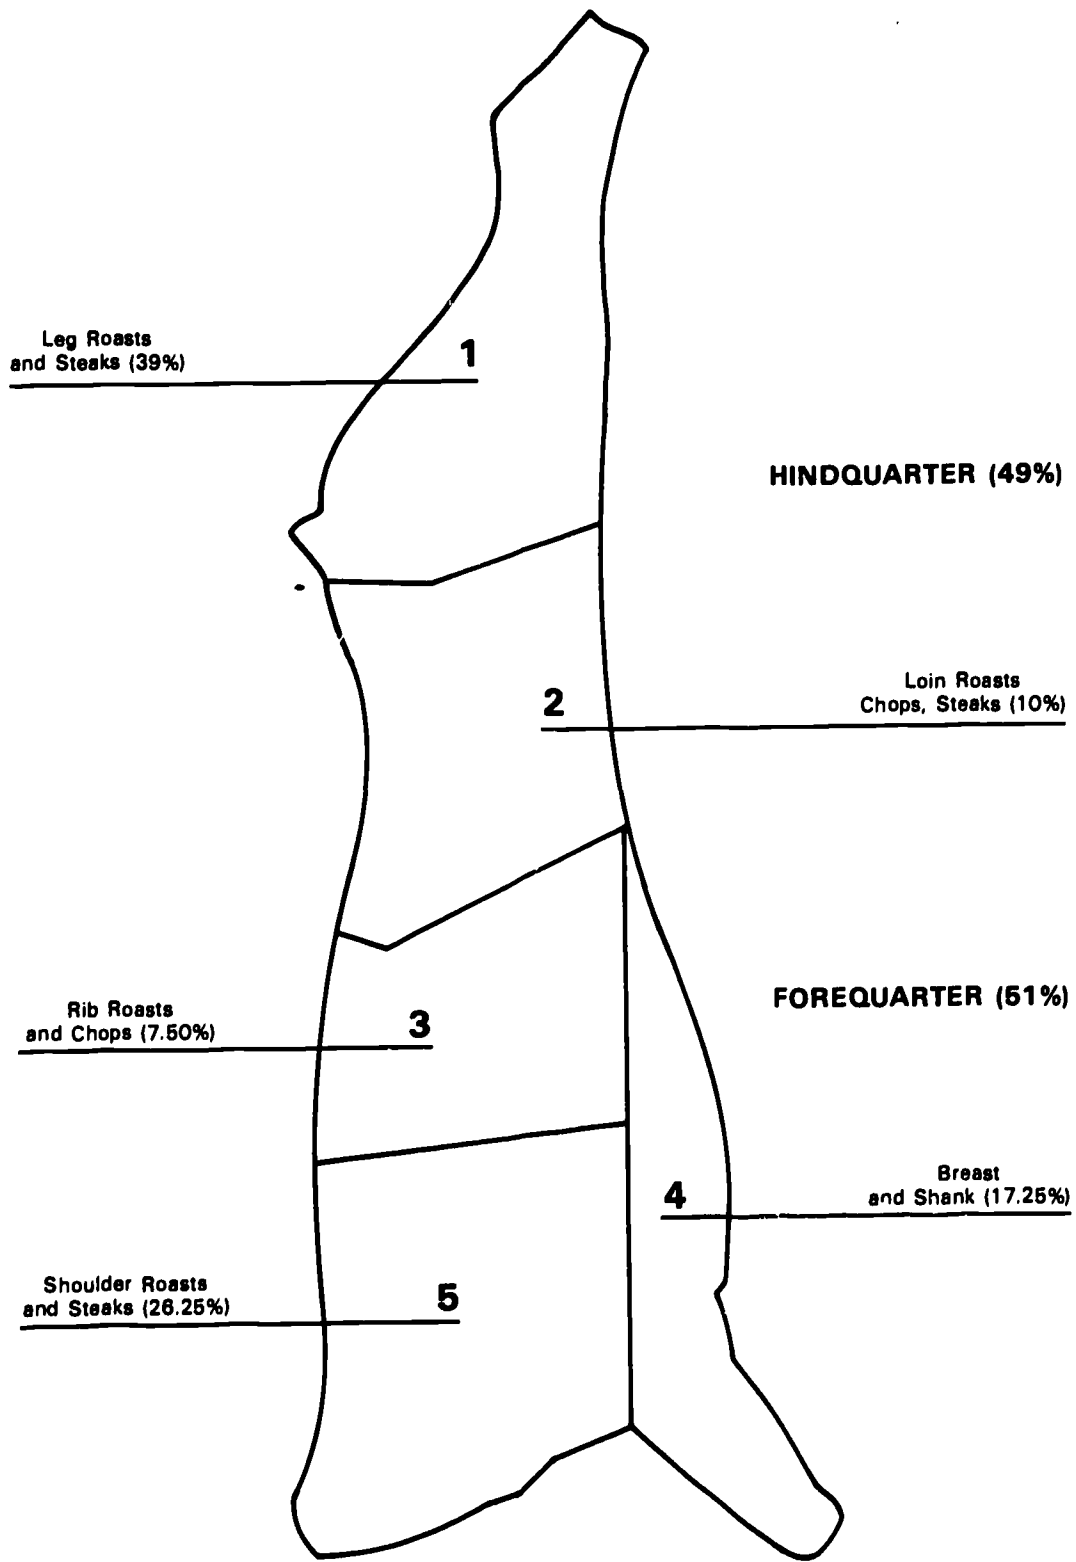 Leg Roasts
and Steaks (39%)
1
HINDQUARTER (49%)
2
Loin Roasts
Chops, Steaks (10%)
Rib Roasts
and Chops (7.50%)
3
FOREQUARTER (51%)
4
Breast
and Shank (17.25%)
Shoulder Roasts
and Steaks (26.25%)
5